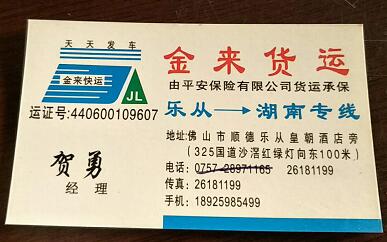 天天发车
金来快运
JL
运证号:440600109607
贺勇
经理
金来货运
由平安保险有限公司货运承保
乐从→湖南专线
地址:佛山市顺德乐从皇朝酒店旁
(325国道沙滘红绿灯向东100米)
电话:0757-28971165 26181199
传真:26181199
手机:18925985499